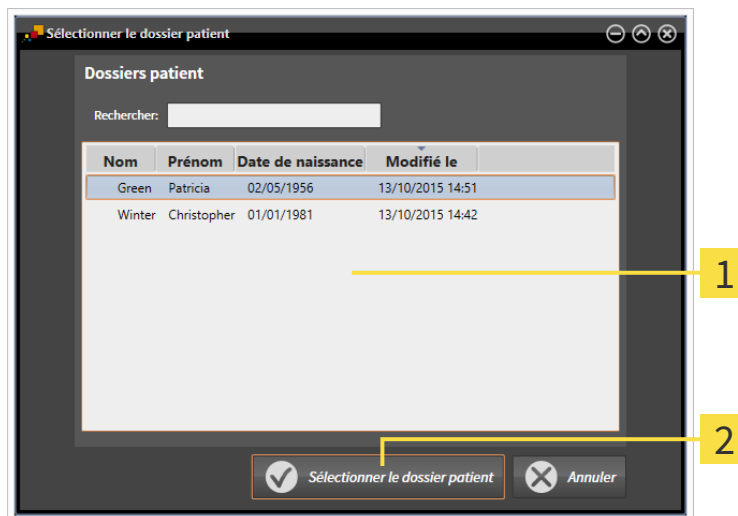 Sélectionner le dossier patient
Dossiers patient
Rechercher:
Nom Prénom Date de naissance Modifié le
Green Patricia 02/05/1956 13/10/2015 14:51
Winter Christopher 01/01/1981 13/10/2015 14:42
1
2
Sélectionner le dossier patient Annuler